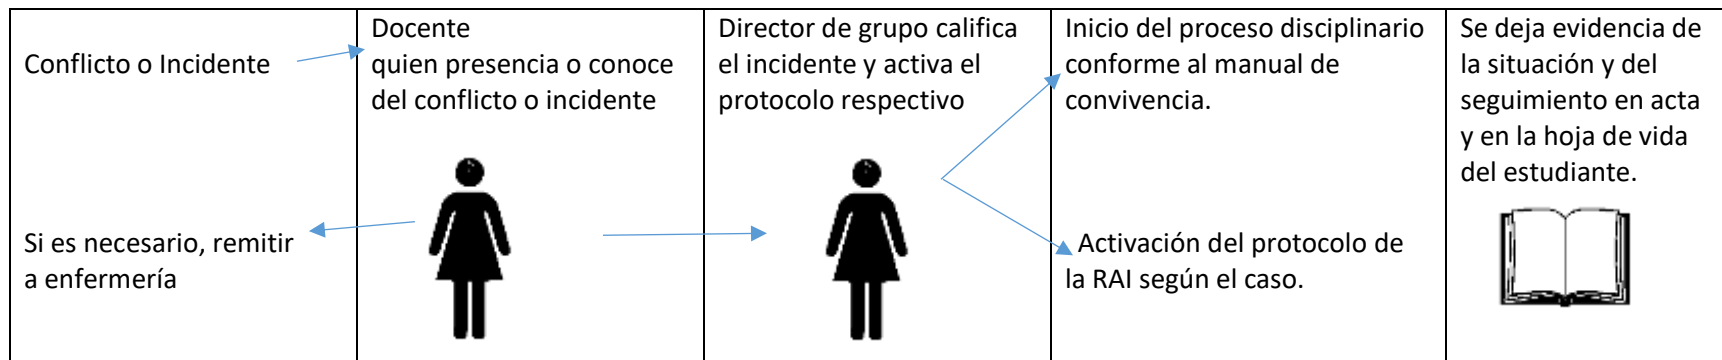 Conflicto o Incidente
Si es necesario, remitir
a enfermería
Docente
quien presencia o conoce
del conflicto o incidente
Director de grupo califica
el incidente y activa el
protocolo respectivo
Inicio del proceso disciplinario
conforme al manual de
convivencia.
Activación del protocolo de
la RAI según el caso.
Se deja evidencia de
la situación y del
seguimiento en acta
y en la hoja de vida
del estudiante.